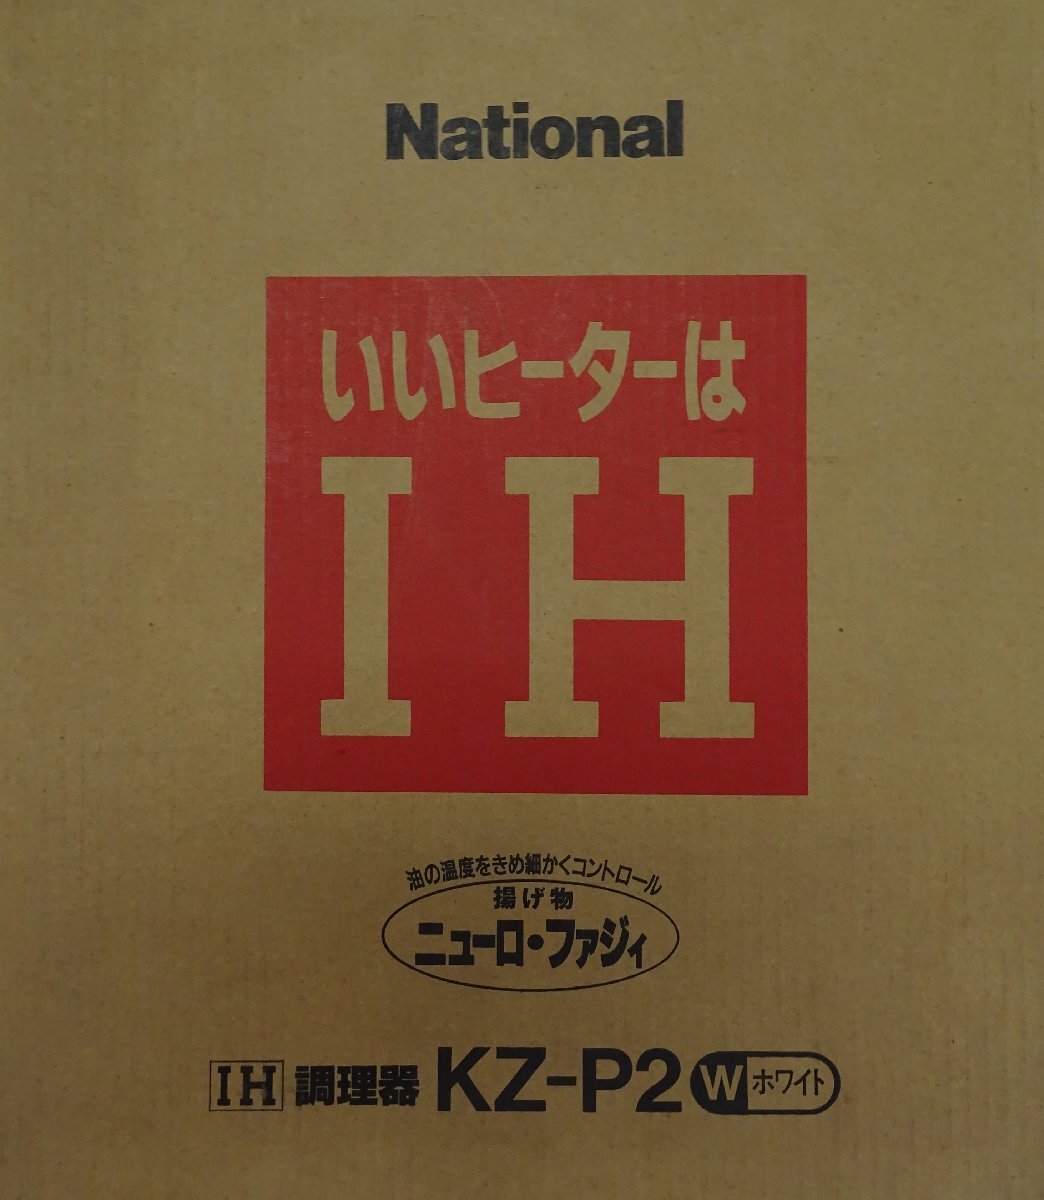 National
いいヒーターは
IH
油の温度をきめ細かくコントロール
揚げ物
ニューロ・ファジィ
IH 調理器 KZ-P2 W ホワイト